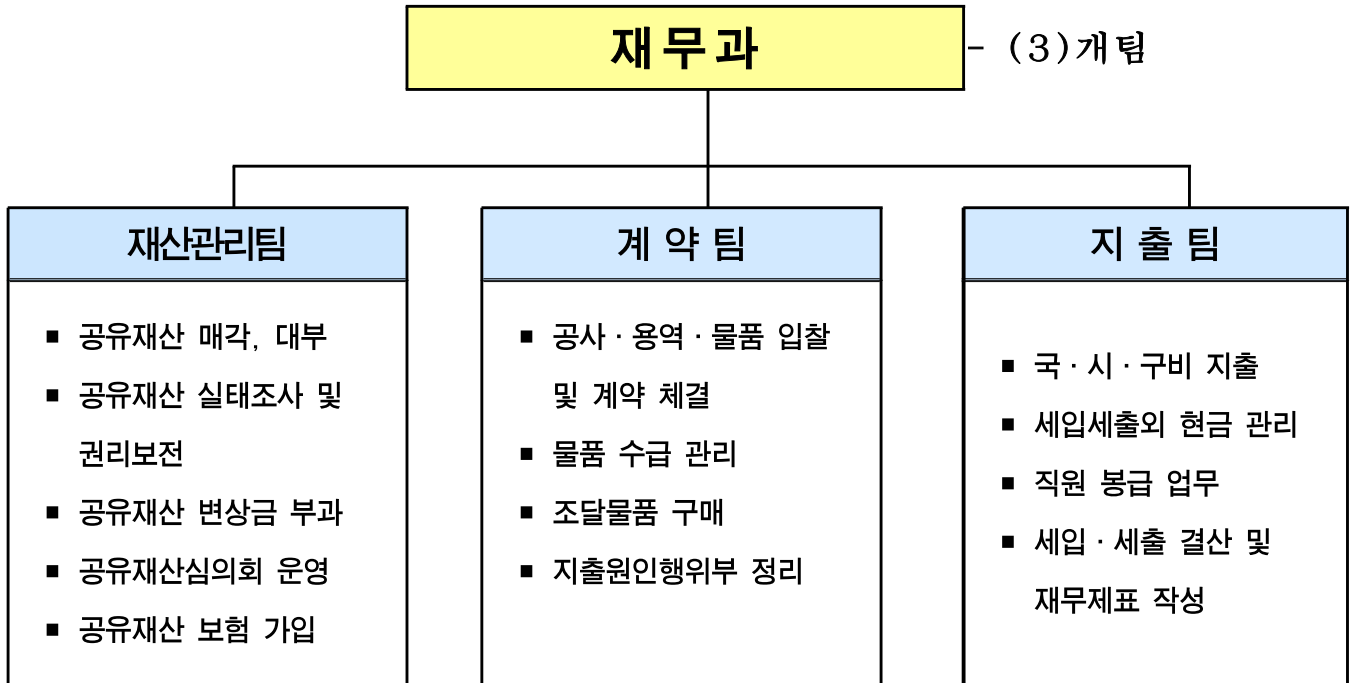 재무과
- (3)개팀
재산관리팀
▪ 공유재산 매각, 대부
▪ 공유재산 실태조사 및
권리보전
▪ 공유재산 변상금 부과
▪ 공유재산심의회 운영
▪ 공유재산 보험 가입
계 약 팀
▪ 공사 · 용역 · 물품 입찰
및 계약 체결
▪ 물품 수급 관리
▪ 조달물품 구매
▪ 지출원인행위부 정리
지 출 팀
▪ 국 · 시 · 구비 지출
▪ 세입세출외 현금 관리
▪ 직원 봉급 업무
▪ 세입 · 세출 결산 및
재무제표 작성